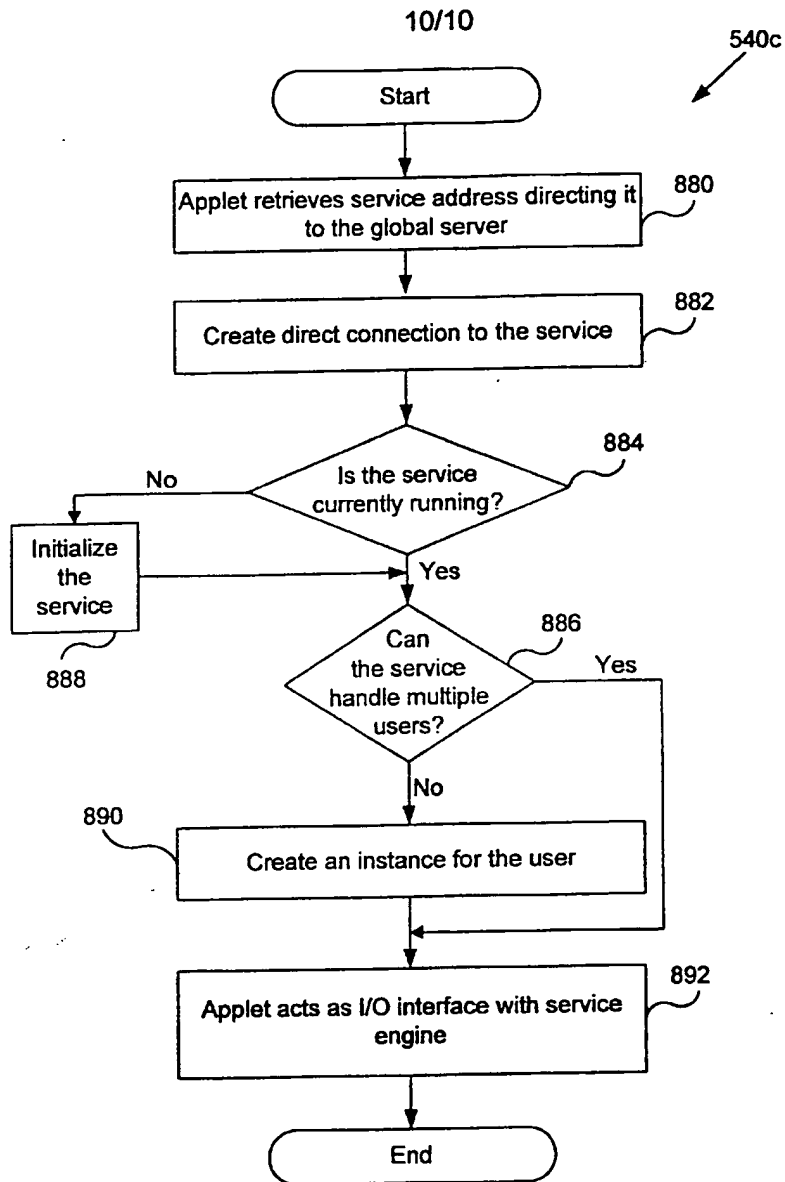 10/10
540c
Start
Applet retrieves service address directing it
to the global server
880
Create direct connection to the service
882
Is the service
currently running?
884
No
Initialize
the
service
888
Yes
Can
the service
handle multiple
users?
886
Yes
No
890
Create an instance for the user
Applet acts as I/O interface with service
engine
892
End